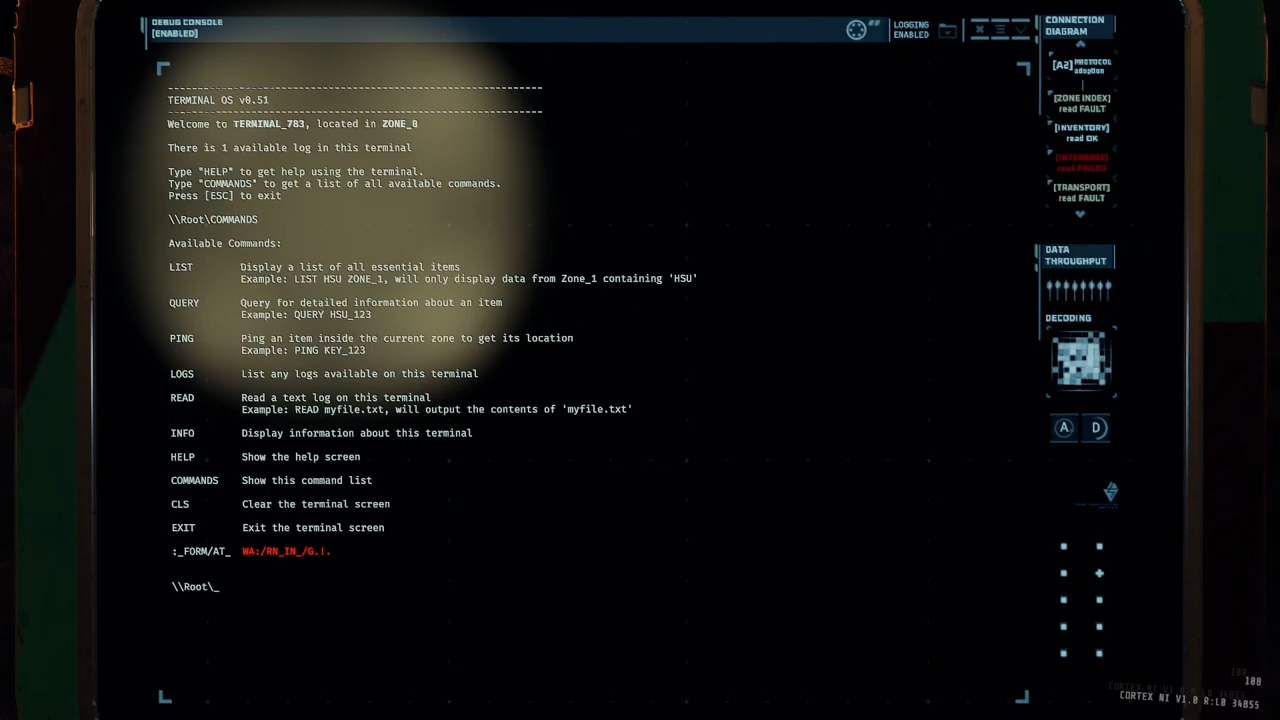 DEBUG CONSOLE
[ENABLED]
LOGGING
ENABLED
--------------------------------------------------------------
TERMINAL OS v0.51
--------------------------------------------------------------
Welcome to TERMINAL_783, located in ZONE_0
There is 1 available log in this terminal
Type "HELP" to get help using the terminal.
Type "COMMANDS" to get a list of all available commands.
Press [ESC] to exit
\\Root\COMMANDS
Available Commands:
LIST Display a list of all essential items
Example: LIST HSU ZONE_1, will only display data from Zone_1 containing 'HSU'
QUERY Query for detailed information about an item
Example: QUERY HSU_123
PING Ping an item inside the current zone to get its location
Example: PING KEY_123
LOGS List any logs available on this terminal
READ Read a text log on this terminal
Example: READ myfile.txt, will output the contents of 'myfile.txt'
INFO Display information about this terminal
HELP Show the help screen
COMMANDS Show this command list
CLS Clear the terminal screen
EXIT Exit the terminal screen
:_FORM/AT_ WA:/RN_IN_/G.!.
\\Root\_
CONNECTION
DIAGRAM
[A2] PROTOCOL
adoption
[ZONE INDEX]
read FAULT
[INVENTORY]
read OK
read FAILED
[TRANSPORT]
read FAULT
DATA
THROUGHPUT
DECODING
A D
108
CORTEX NI V1.0 R:L0 34855